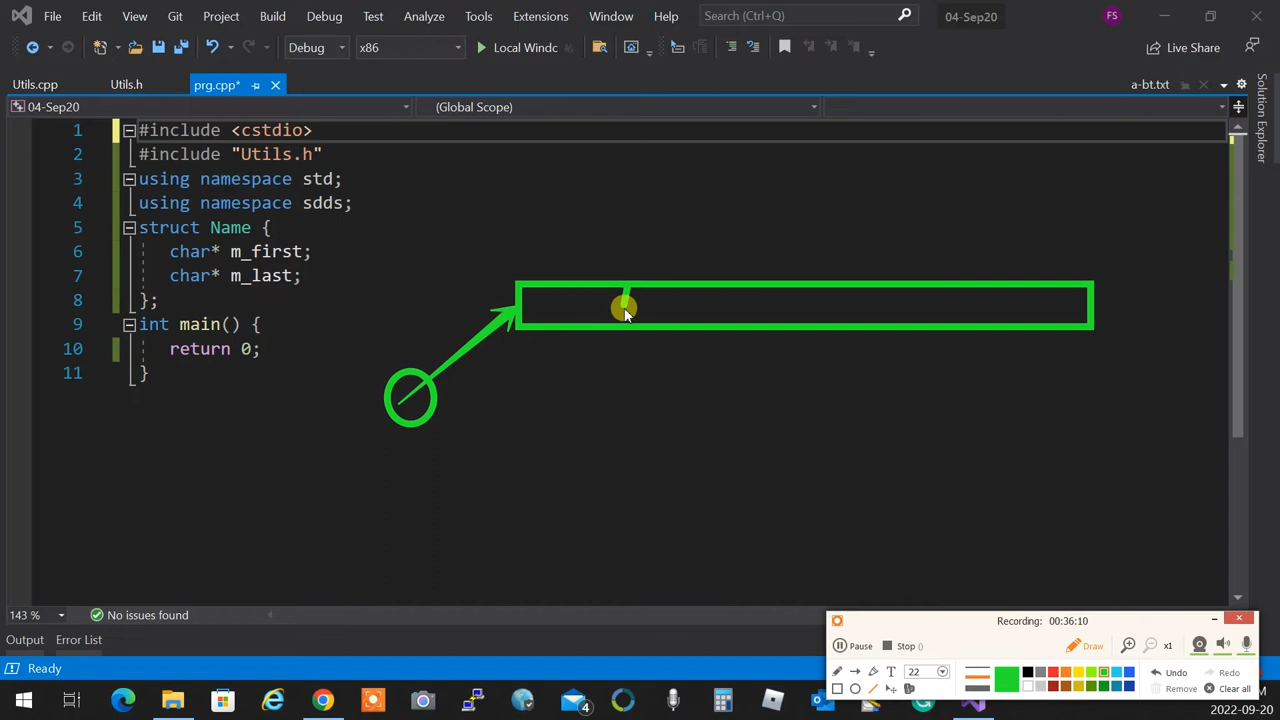 File Edit View Git Project Build Debug Test Analyze Tools Extensions Window Help Search (Ctrl+Q) 04-Sep20 FS
Debug x86 Local Windc Live Share
Utils.cpp Utils.h prg.cpp* a-bt.txt
04-Sep20 (Global Scope)
1 #include <cstdio>
2 #include "Utils.h"
3 using namespace std;
4 using namespace sdds;
5 struct Name {
6 char* m_first;
7 char* m_last;
8 };
9 int main() {
10 return 0;
11 }
Solution Explorer
143 % No issues found
Output Error List
Ready
Recording: 00:36:10
Pause Stop () Draw x1
T 22 Undo Redo
Remove Clear all
4
M
2022-09-20